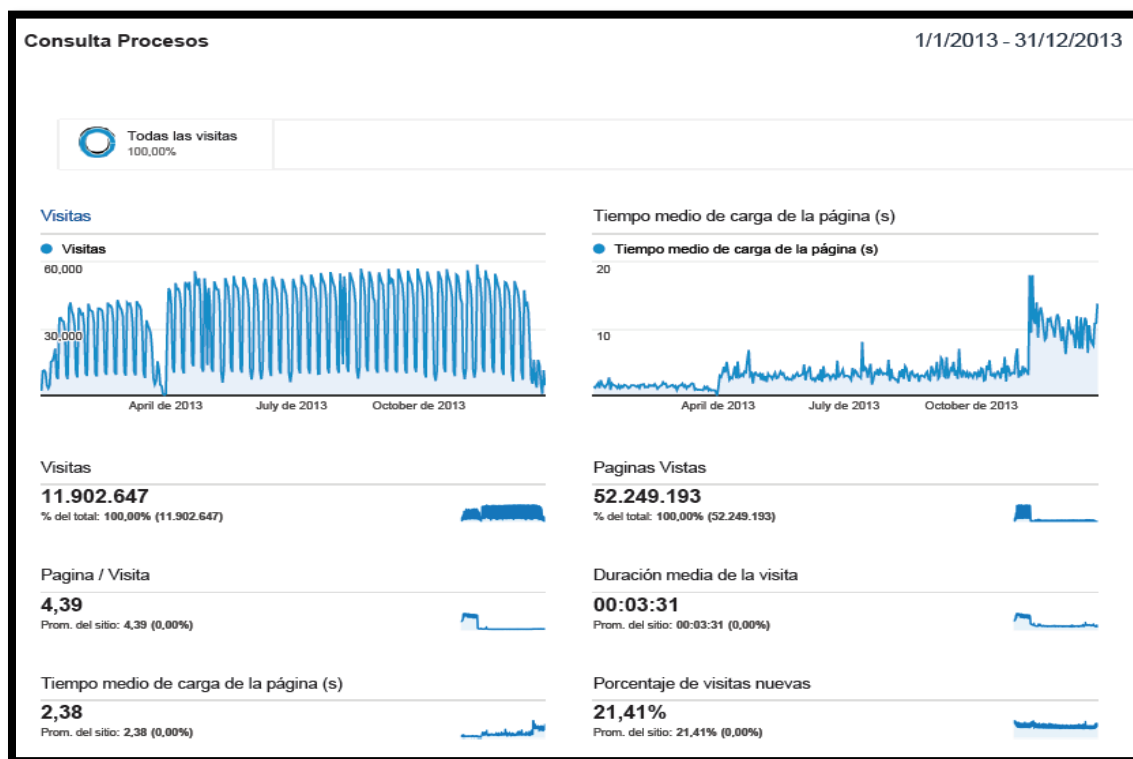 Consulta Procesos
1/1/2013 - 31/12/2013
Todas las visitas
100,00%
Visitas
Visitas
60,000
30,000
April de 2013
July de 2013
October de 2013
Tiempo medio de carga de la página (s)
Tiempo medio de carga de la página (s)
20
10
April de 2013
July de 2013
October de 2013
Visitas
11.902.647
% del total: 100,00% (11.902.647)
Paginas Vistas
52.249.193
% del total: 100,00% (52.249.193)
Pagina / Visita
4,39
Prom. del sitio: 4,39 (0,00%)
Duración media de la visita
00:03:31
Prom. del sitio: 00:03:31 (0,00%)
Tiempo medio de carga de la página (s)
2,38
Prom. del sitio: 2,38 (0,00%)
Porcentaje de visitas nuevas
21,41%
Prom. del sitio: 21,41% (0,00%)